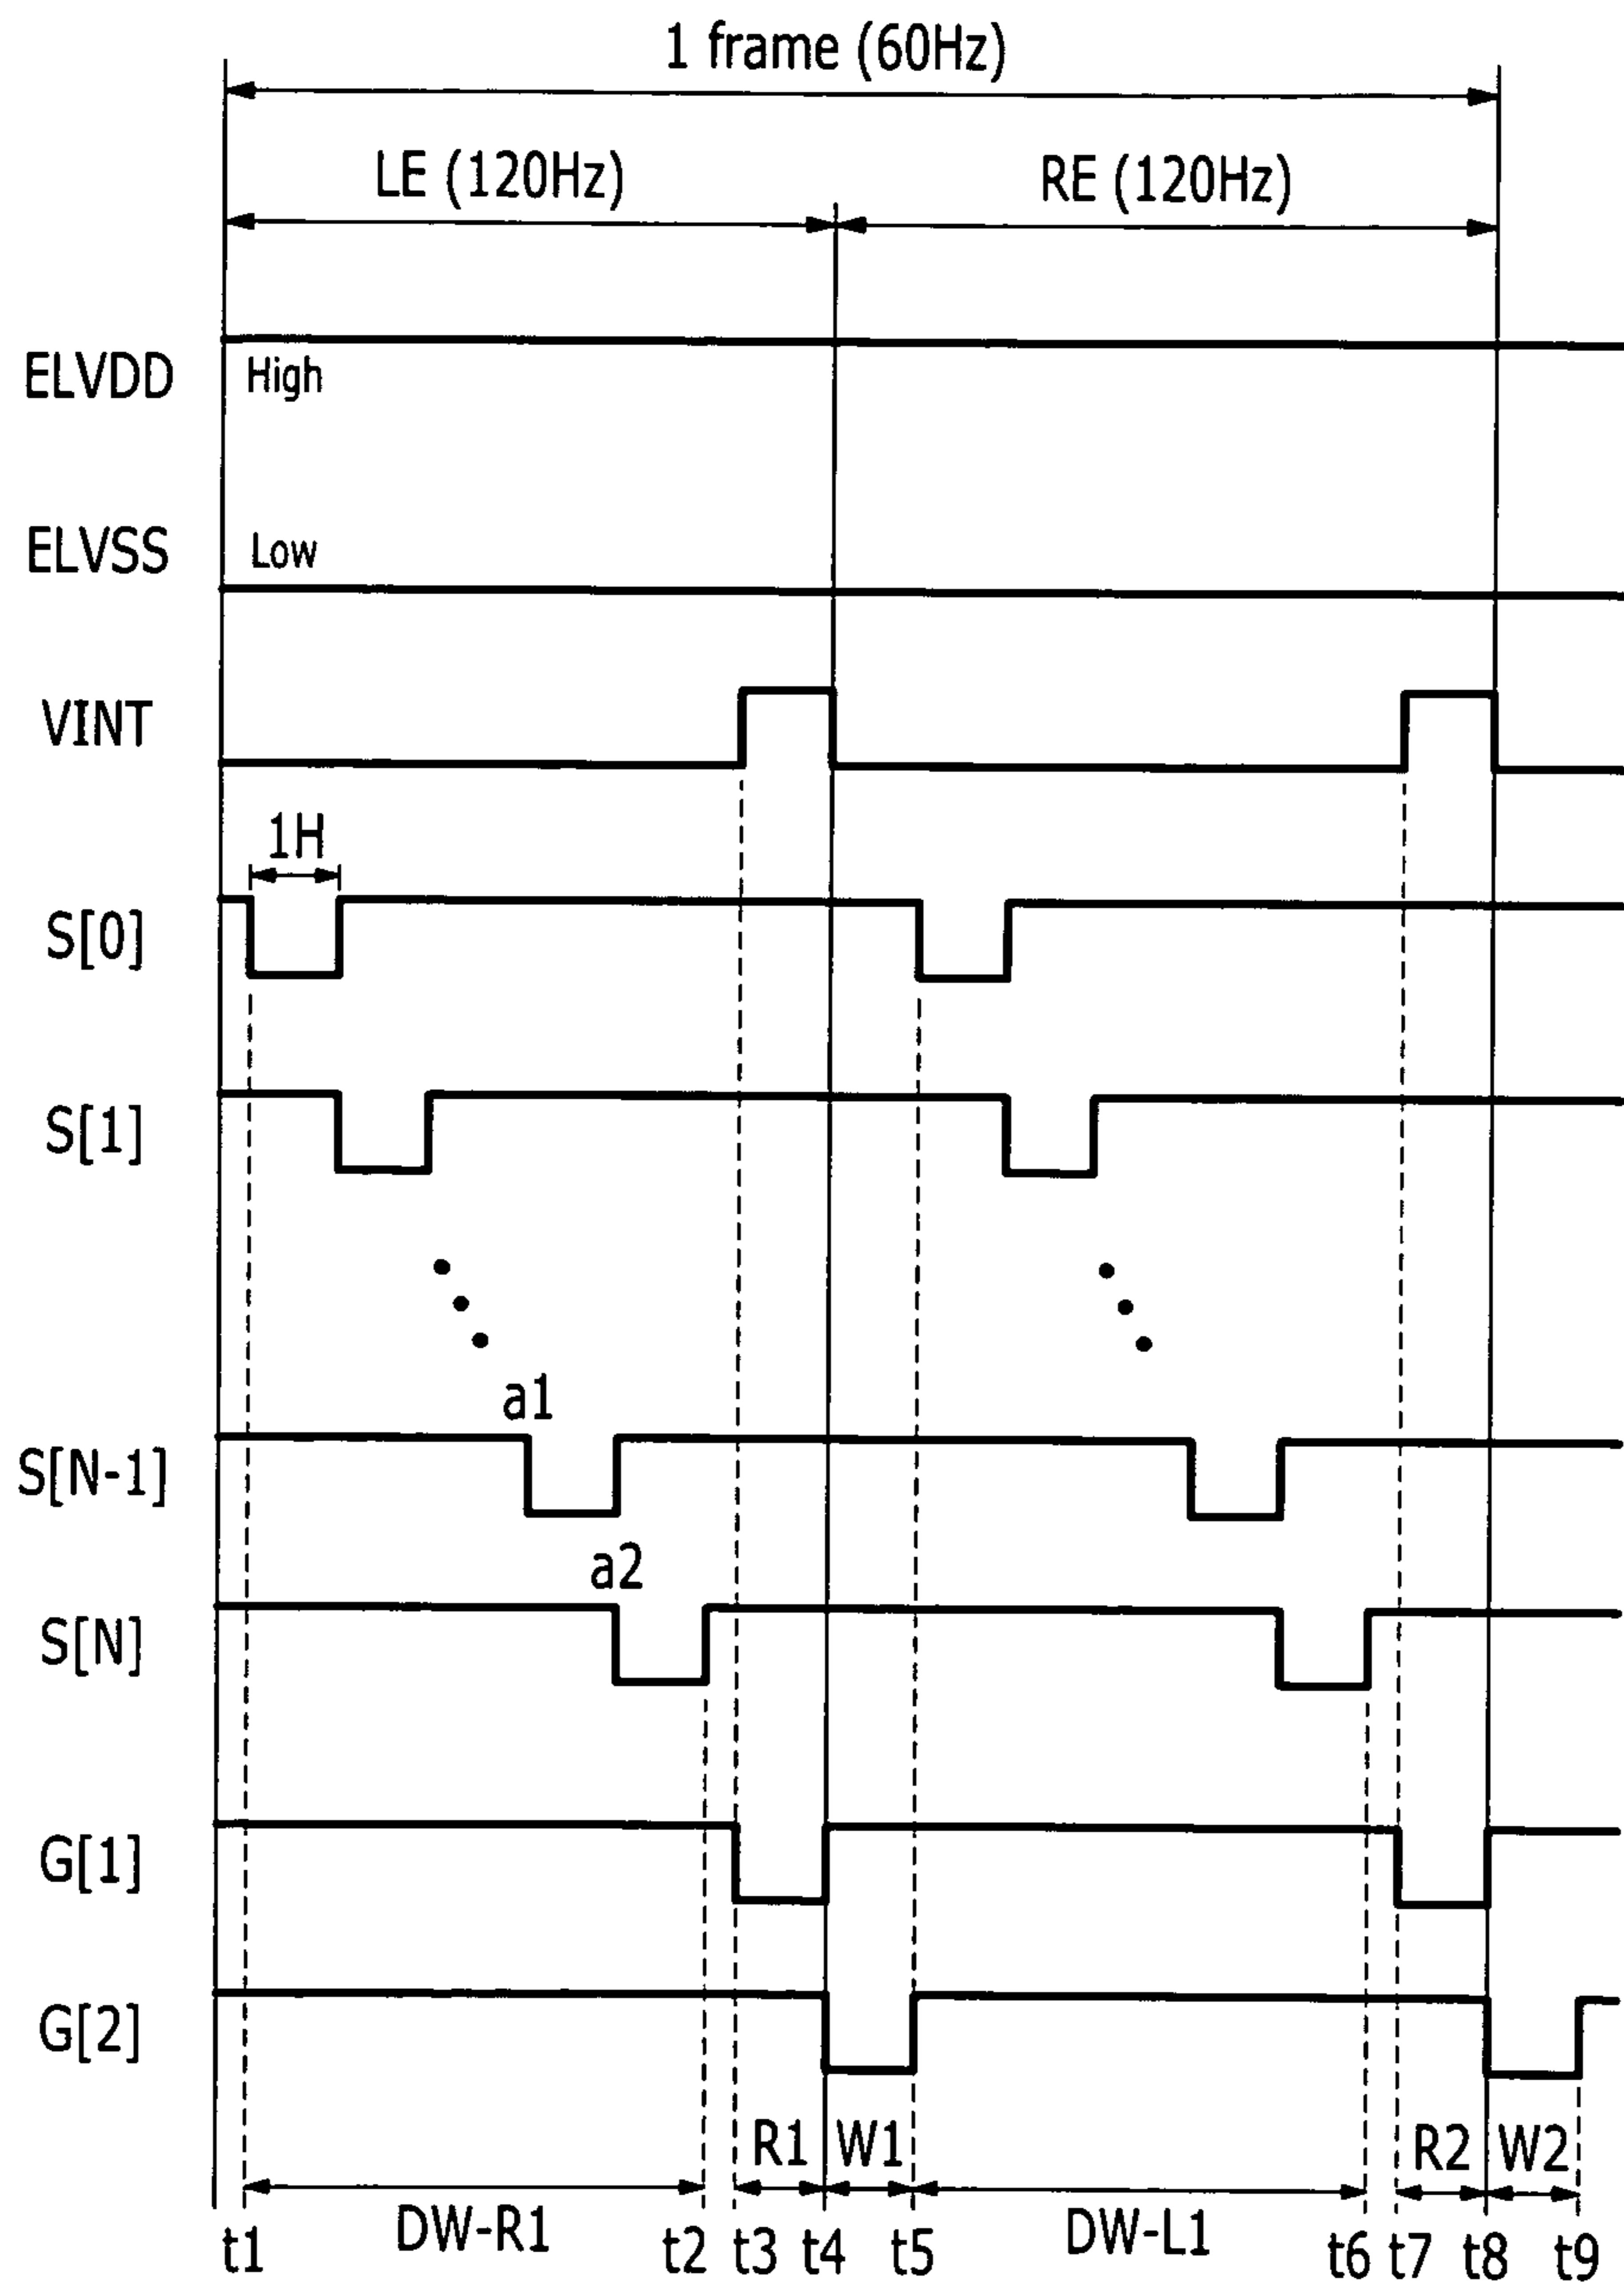 1 frame (60Hz)
LE (120Hz)
RE (120Hz)
ELVDD
High
ELVSS
Low
VINT
1H
S[0]
S[1]
a1
S[N-1]
a2
S[N]
G[1]
G[2]
R1
W1
R2
W2
DW-R1
DW-L1
t1
t2
t3
t4
t5
t6
t7
t8
t9